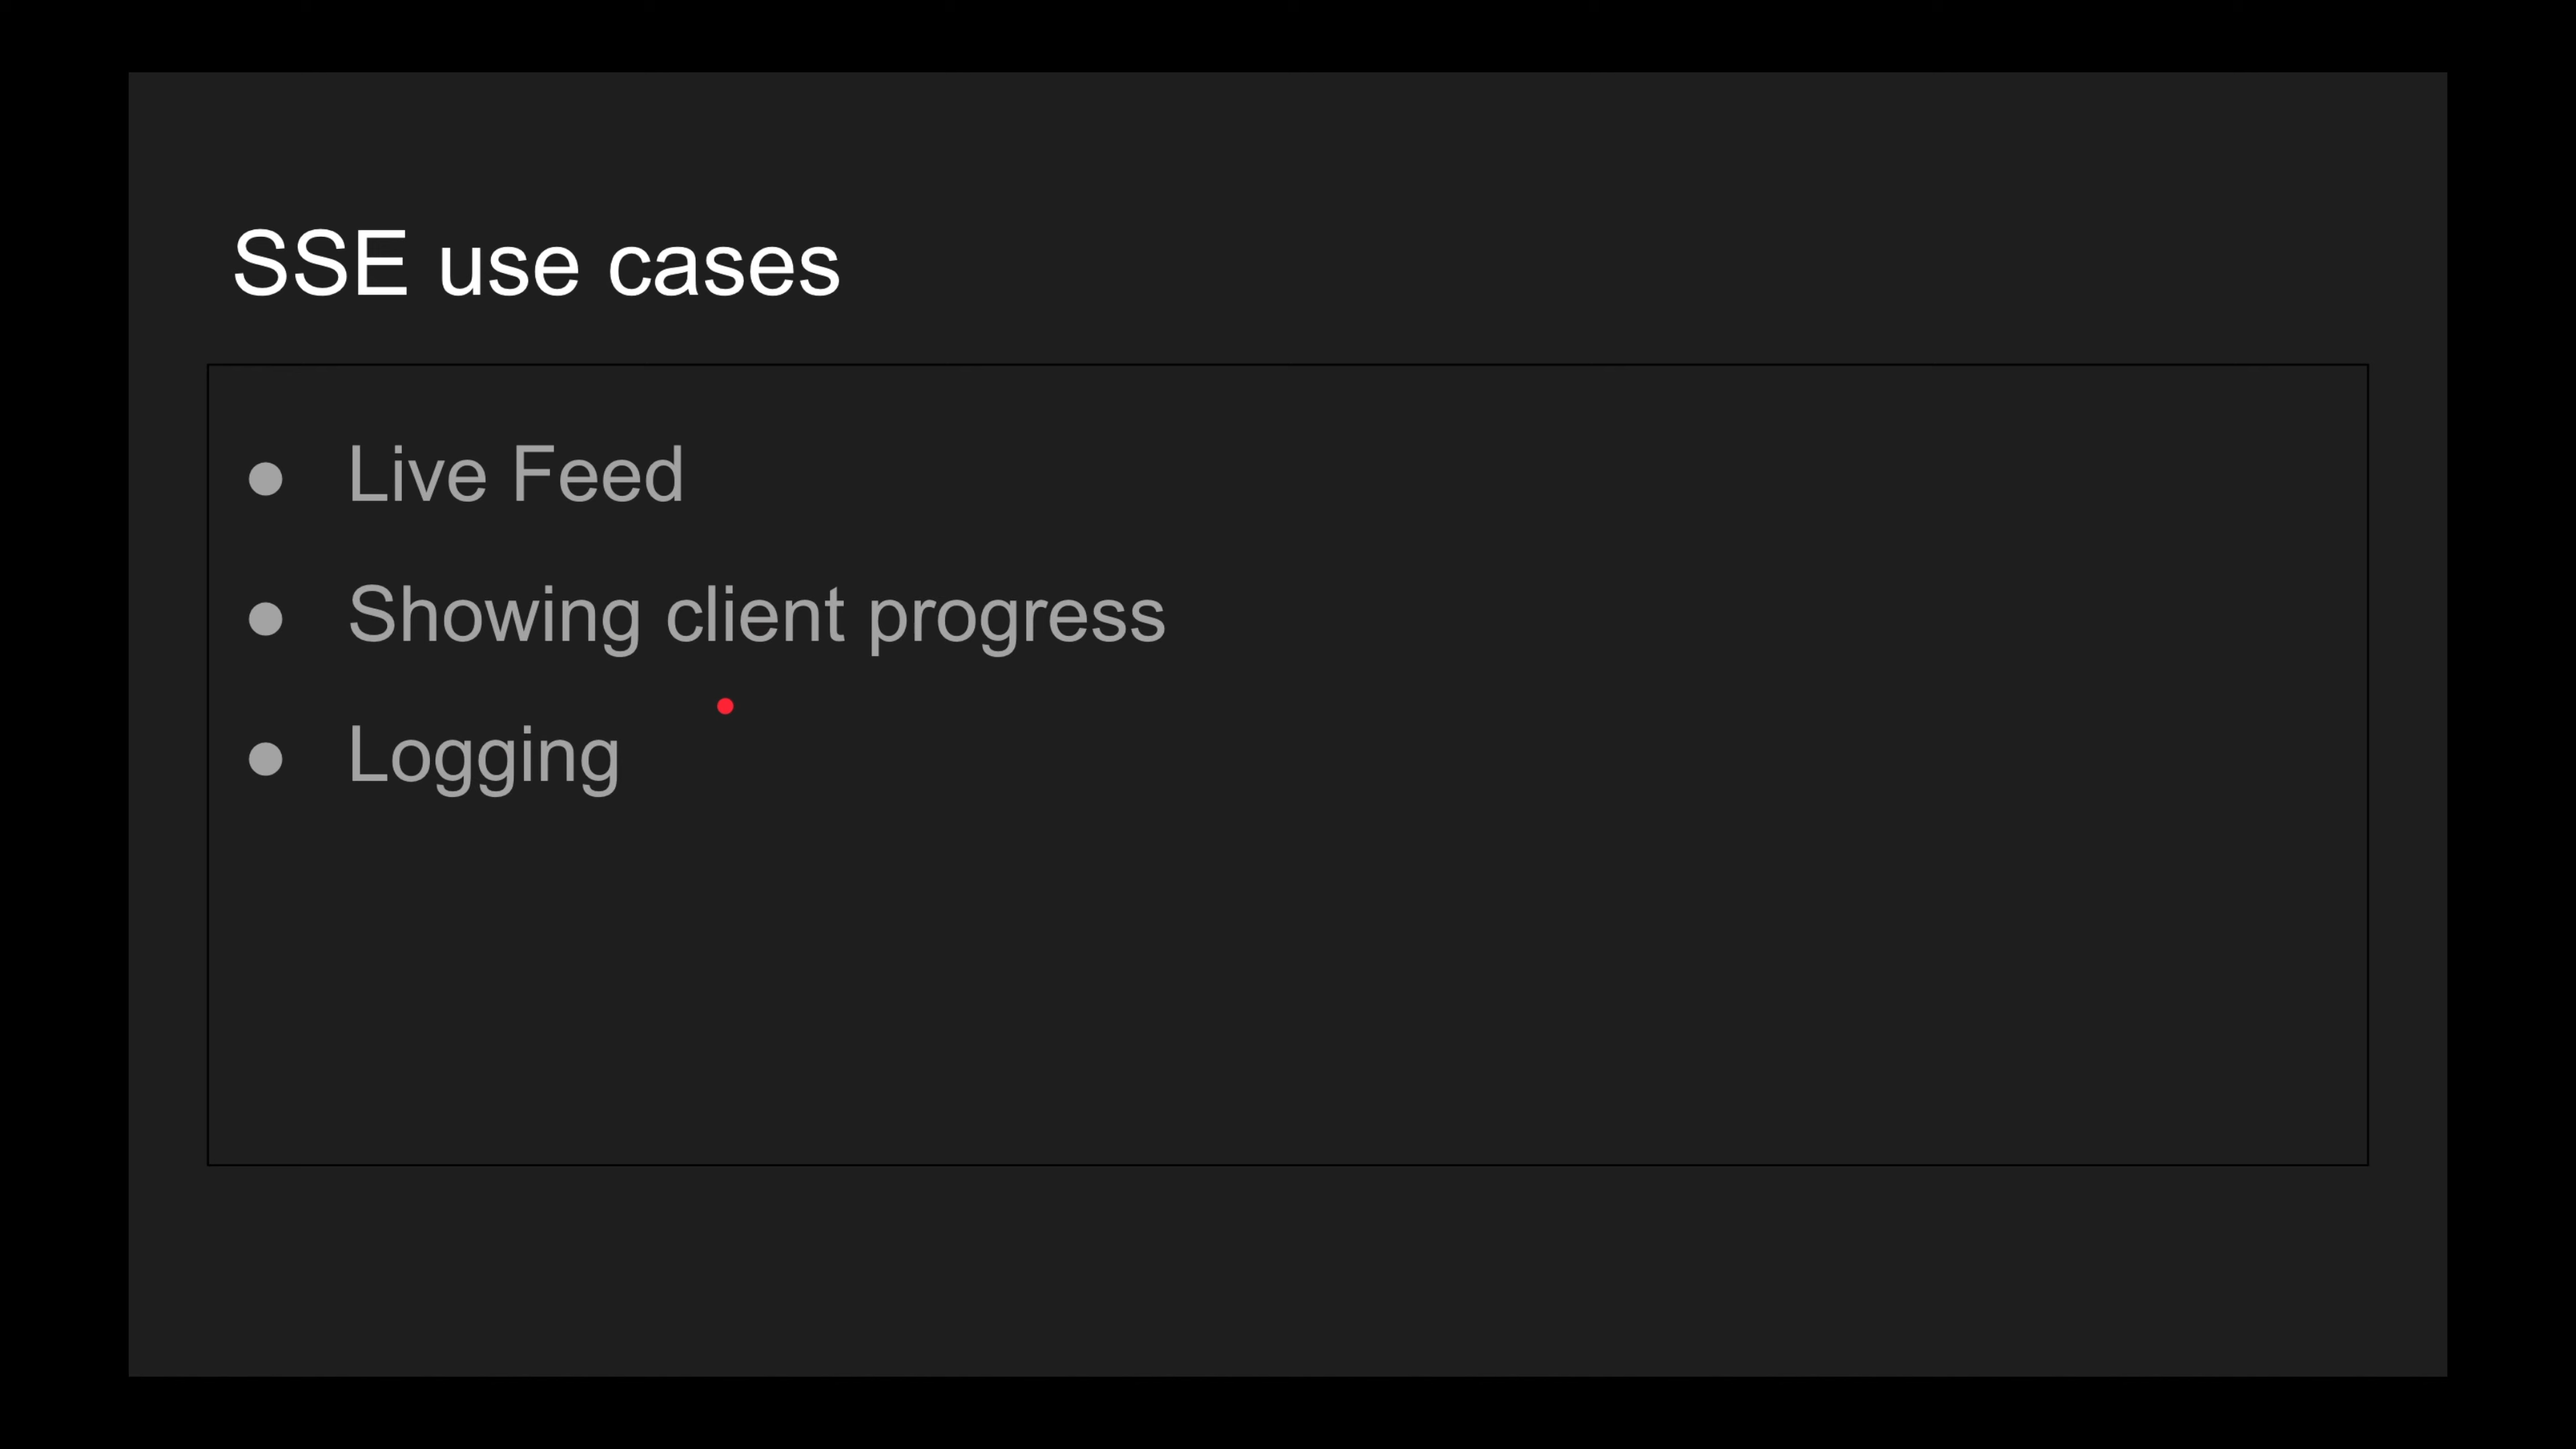 SSE use cases
● Live Feed
● Showing client progress
● Logging